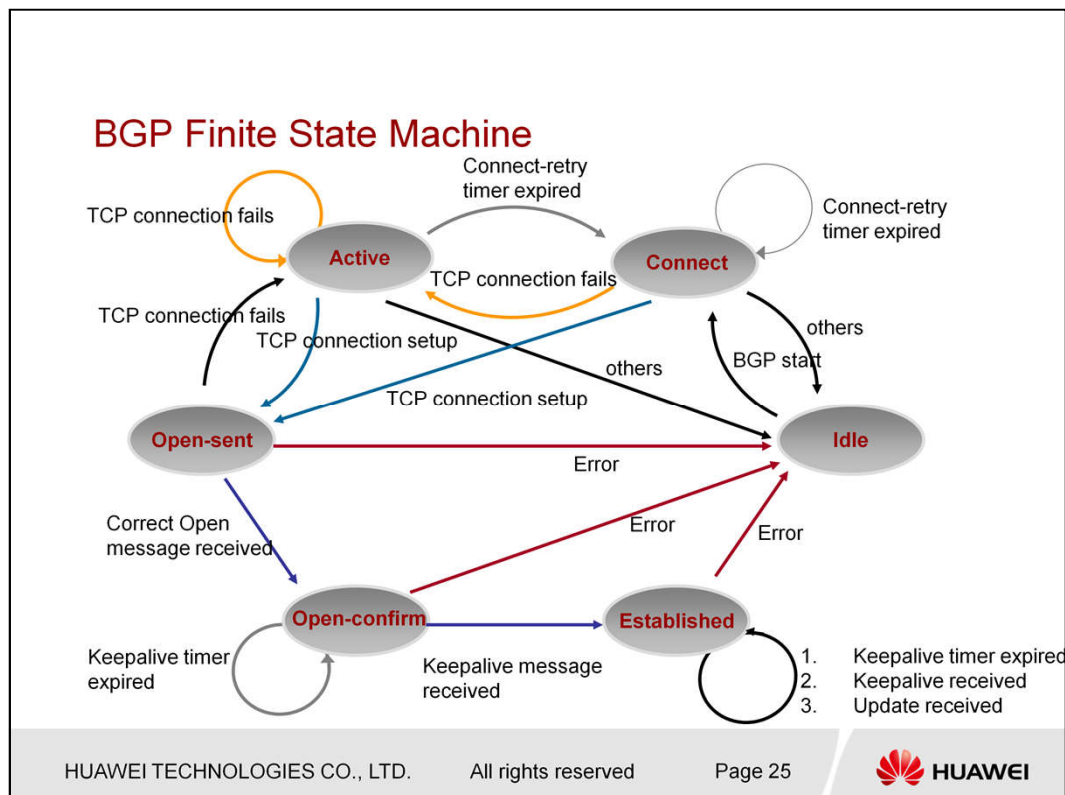 BGP Finite State Machine
Connect-retry
timer expired
TCP connection fails
Connect-retry
timer expired
Active
Connect
TCP connection fails
TCP connection fails
TCP connection setup
others
BGP start
others
TCP connection setup
Open-sent
Idle
Error
Correct Open
message received
Error
Error
Open-confirm
Established
Keepalive timer
expired
Keepalive message
received
1. Keepalive timer expired
2. Keepalive received
3. Update received
HUAWEI TECHNOLOGIES CO., LTD. All rights reserved Page 25 HUAWEI